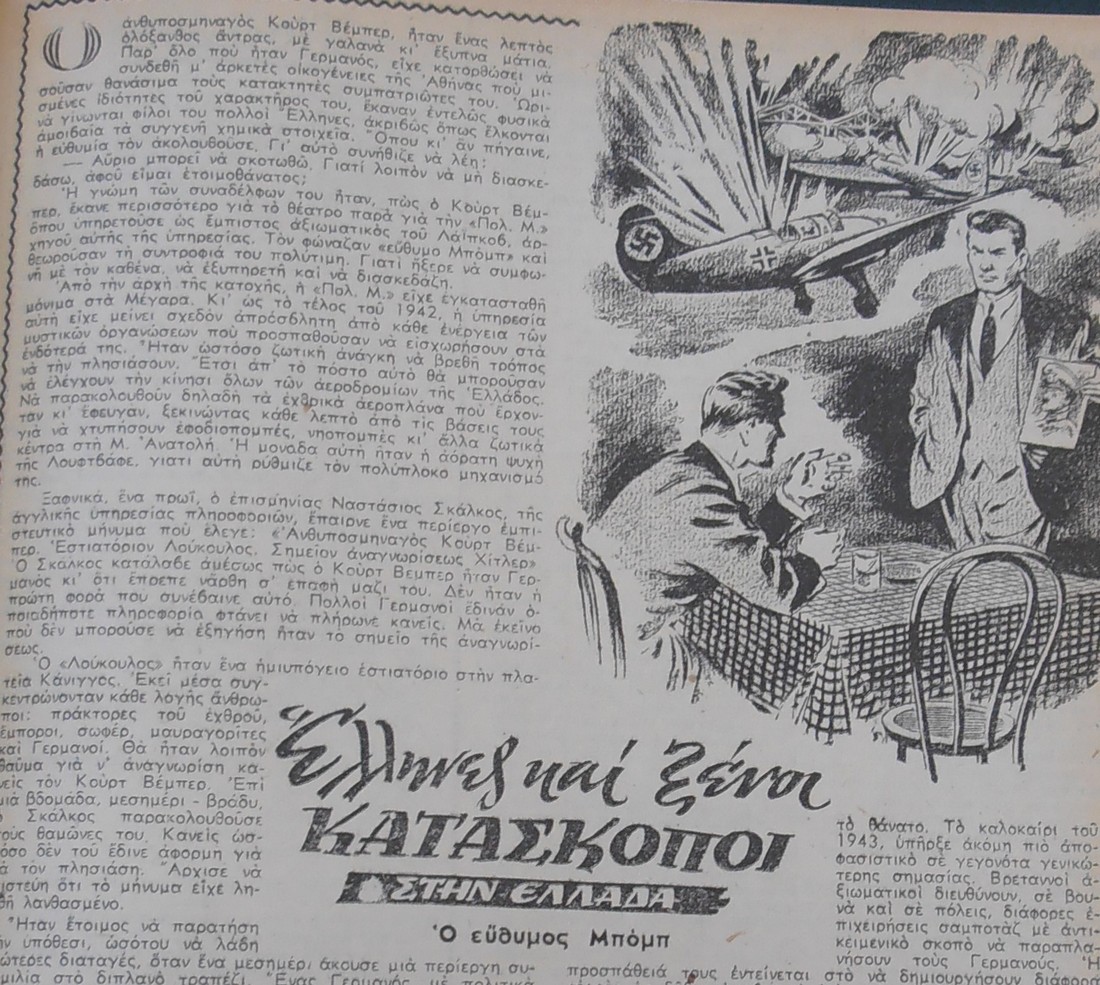 Ὁ ἀνθυποσμηναγὸς Κοὺρτ Βέμπερ, ἦταν ἕνας λεπτὸς
ὁλόξανθος ἄντρας, μὲ γαλανὰ κι' ἔξυπνα μάτια.
Παρ' ὅλο ποὺ ἦταν Γερμανός, εἶχε κατορθώσει νὰ
συνδεθῆ μ' ἀρκετὲς οἰκογένειες τῆς Ἀθήνας ποὺ μι-
σοῦσαν θανάσιμα τοὺς κατακτητὲς συμπατριῶτες του. Ὡρι-
σμένες ἰδιότητες τοῦ χαρακτῆρος του, ἔκαναν ἐντελῶς φυσικὰ
νὰ γίνωνται φίλοι του πολλοὶ Ἕλληνες, ἀκριβῶς ὅπως ἕλκονται
ἀμοιβαῖα τὰ συγγενῆ χημικὰ στοιχεῖα. Ὅπου κι' ἂν πήγαινε,
ἡ εὐθυμία τὸν ἀκολουθοῦσε. Γι' αὐτὸ συνήθιζε νὰ λέη:
— Αὔριο μπορεῖ νὰ σκοτωθῶ. Γιατί λοιπὸν νὰ μὴ διασκε-
δάσω, ἀφοῦ εἶμαι ἑτοιμοθάνατος;
Ἡ γνώμη τῶν συναδέλφων του ἦταν, πὼς ὁ Κοὺρτ Βέμ-
περ, ἔκανε περισσότερο γιὰ τὸ θέατρο παρὰ γιὰ τὴν «Πολ. Μ.»
ὅπου ὑπηρετοῦσε ὡς ἔμπιστος ἀξιωματικὸς τοῦ Λάϊπκοβ, ἀρ-
χηγοῦ αὐτῆς τῆς ὑπηρεσίας. Τὸν φώναζαν «εὔθυμο Μπὸμπ» καὶ
θεωροῦσαν τὴ συντροφιά του πολύτιμη. Γιατὶ ἤξερε νὰ συμφω-
νῆ μὲ τὸν καθένα, νὰ ἐξυπηρετῆ καὶ νὰ διασκεδάζη.
Ἀπὸ τὴν ἀρχὴ τῆς κατοχῆς, ἡ «Πολ. Μ.» εἶχε ἐγκατασταθῆ
μόνιμα στὰ Μέγαρα. Κι' ὡς τὸ τέλος τοῦ 1942, ἡ ὑπηρεσία
αὐτὴ εἶχε μείνει σχεδὸν ἀπρόσβλητη ἀπὸ κάθε ἐνέργεια τῶν
μυστικῶν ὀργανώσεων ποὺ προσπαθοῦσαν νὰ εἰσχωρήσουν στὰ
ἐνδότερά της. Ἦταν ὡστόσο ζωτικὴ ἀνάγκη νὰ βρεθῆ τρόπος
νὰ τὴν πλησιάσουν. Ἔτσι ἀπ' τὸ πόστο αὐτὸ θὰ μποροῦσαν
νὰ ἐλέγχουν τὴν κίνησι ὅλων τῶν ἀεροδρομίων τῆς Ἑλλάδος.
Νὰ παρακολουθοῦν δηλαδὴ τὰ ἐχθρικὰ ἀεροπλάνα ποὺ ἔρχον-
ταν κι' ἔφευγαν, ξεκινώντας κάθε λεπτὸ ἀπὸ τὶς βάσεις τους
γιὰ νὰ χτυπήσουν ἐφοδιοπομπές, νηοπομπὲς κι' ἄλλα ζωτικὰ
κέντρα στὴ Μ. Ἀνατολή. Ἡ μονάδα αὐτὴ ἦταν ἡ ἀόρατη ψυχὴ
τῆς Λουφτβάφε, γιατὶ αὐτὴ ρύθμιζε τὸν πολύπλοκο μηχανισμό
της.
Ξαφνικά, ἕνα πρωΐ, ὁ ἐπισμηνίας Ναστάσιος Σκάλκος, τῆς
ἀγγλικῆς ὑπηρεσίας πληροφοριῶν, ἔπαιρνε ἕνα περίεργο ἐμπι-
στευτικὸ μήνυμα ποὺ ἔλεγε: «Ἀνθυποσμηναγὸς Κοὺρτ Βέμ-
περ. Ἑστιατόριον Λούκουλος. Σημεῖον ἀναγνωρίσεως Χίτλερ»
Ὁ Σκάλκος κατάλαβε ἀμέσως πὼς ὁ Κοὺρτ Βέμπερ ἦταν Γερ-
μανὸς κι' ὅτι ἔπρεπε νάρθη σ' ἐπαφὴ μαζί του. Δὲν ἦταν ἡ
πρώτη φορὰ ποὺ συνέβαινε αὐτό. Πολλοὶ Γερμανοὶ ἔδιναν ὁ-
ποιαδήποτε πληροφορία φτάνει νὰ πλήρωνε κανείς. Μὰ ἐκεῖνο
ποὺ δὲν μποροῦσε νὰ ἐξηγήση ἦταν τὸ σημεῖο τῆς ἀναγνωρί-
σεως.
Ὁ «Λούκουλος» ἦταν ἕνα ἡμιυπόγειο ἑστιατόριο στὴν πλα-
τεῖα Κάνιγγος. Ἐκεῖ μέσα συγ-
κεντρώνονταν κάθε λογῆς ἄνθρω-
ποι: πράκτορες τοῦ ἐχθροῦ,
ἔμποροι, σωφέρ, μαυραγορίτες
καὶ Γερμανοί. Θὰ ἦταν λοιπὸν
θαῦμα γιὰ ν' ἀναγνωρίση κα-
νεὶς τὸν Κοὺρτ Βέμπερ. Ἐπὶ
μιὰ βδομάδα, μεσημέρι - βράδυ,
ὁ Σκάλκος παρακολουθοῦσε
τοὺς θαμῶνες του. Κανεὶς ὡσ-
τόσο δὲν τοῦ ἔδινε ἀφορμὴ γιὰ
νὰ τὸν πλησιάση. Ἄρχισε νὰ
πιστεύη ὅτι τὸ μήνυμα εἶχε λη-
φθῆ λανθασμένο.
Ἦταν ἕτοιμος νὰ παρατήση
τὴν ὑπόθεσι, ὡσότου νὰ λάβη
νεώτερες διαταγές, ὅταν ἕνα μεσημέρι ἄκουσε μιὰ περίεργη συ-
μιλία στὸ διπλανὸ τραπέζι. Ἕνας Γερμανός, μὲ πολιτικὰ
Ἕλληνες καὶ ξένοι
ΚΑΤΑΣΚΟΠΟΙ
ΣΤΗΝ ΕΛΛΑΔΑ
Ὁ εὔθυμος Μπὸμπ
τὸ θάνατο. Τὸ καλοκαίρι τοῦ
1943, ὑπῆρξε ἀκόμη πιὸ ἀπο-
φασιστικὸ σὲ γεγονότα γενικώ-
τερης σημασίας. Βρεταννοὶ ἀ-
ξιωματικοὶ διευθύνουν, σὲ βου-
νὰ καὶ σὲ πόλεις, διάφορες ἐ-
πιχειρήσεις σαμποτὰζ μὲ ἀντι-
κειμενικὸ σκοπὸ νὰ παραπλα-
νήσουν τοὺς Γερμανούς. Ἡ
προσπάθειά τους ἐντείνεται στὸ νὰ δημιουργήσουν διάφορα